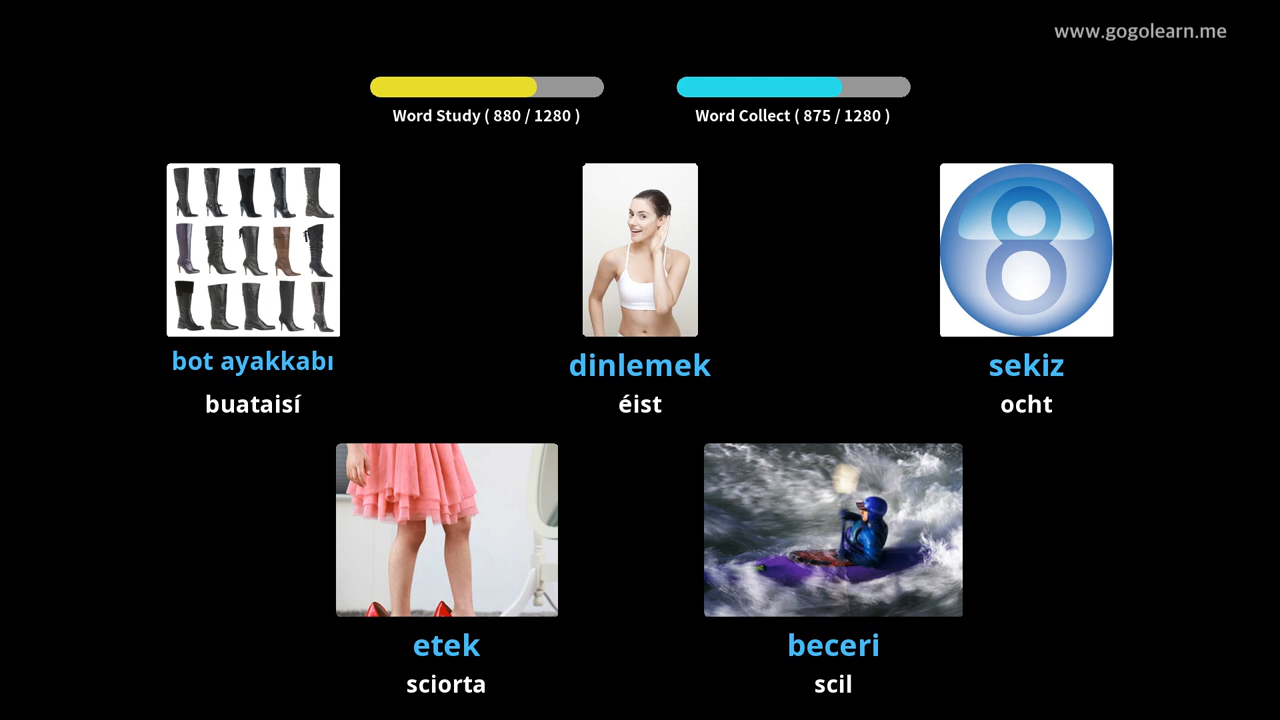 www.gogolearn.me
Word Study ( 880 / 1280 )
Word Collect ( 875 / 1280 )
8
bot ayakkabı
dinlemek
sekiz
buataisí
éist
ocht
etek
beceri
sciorta
scil